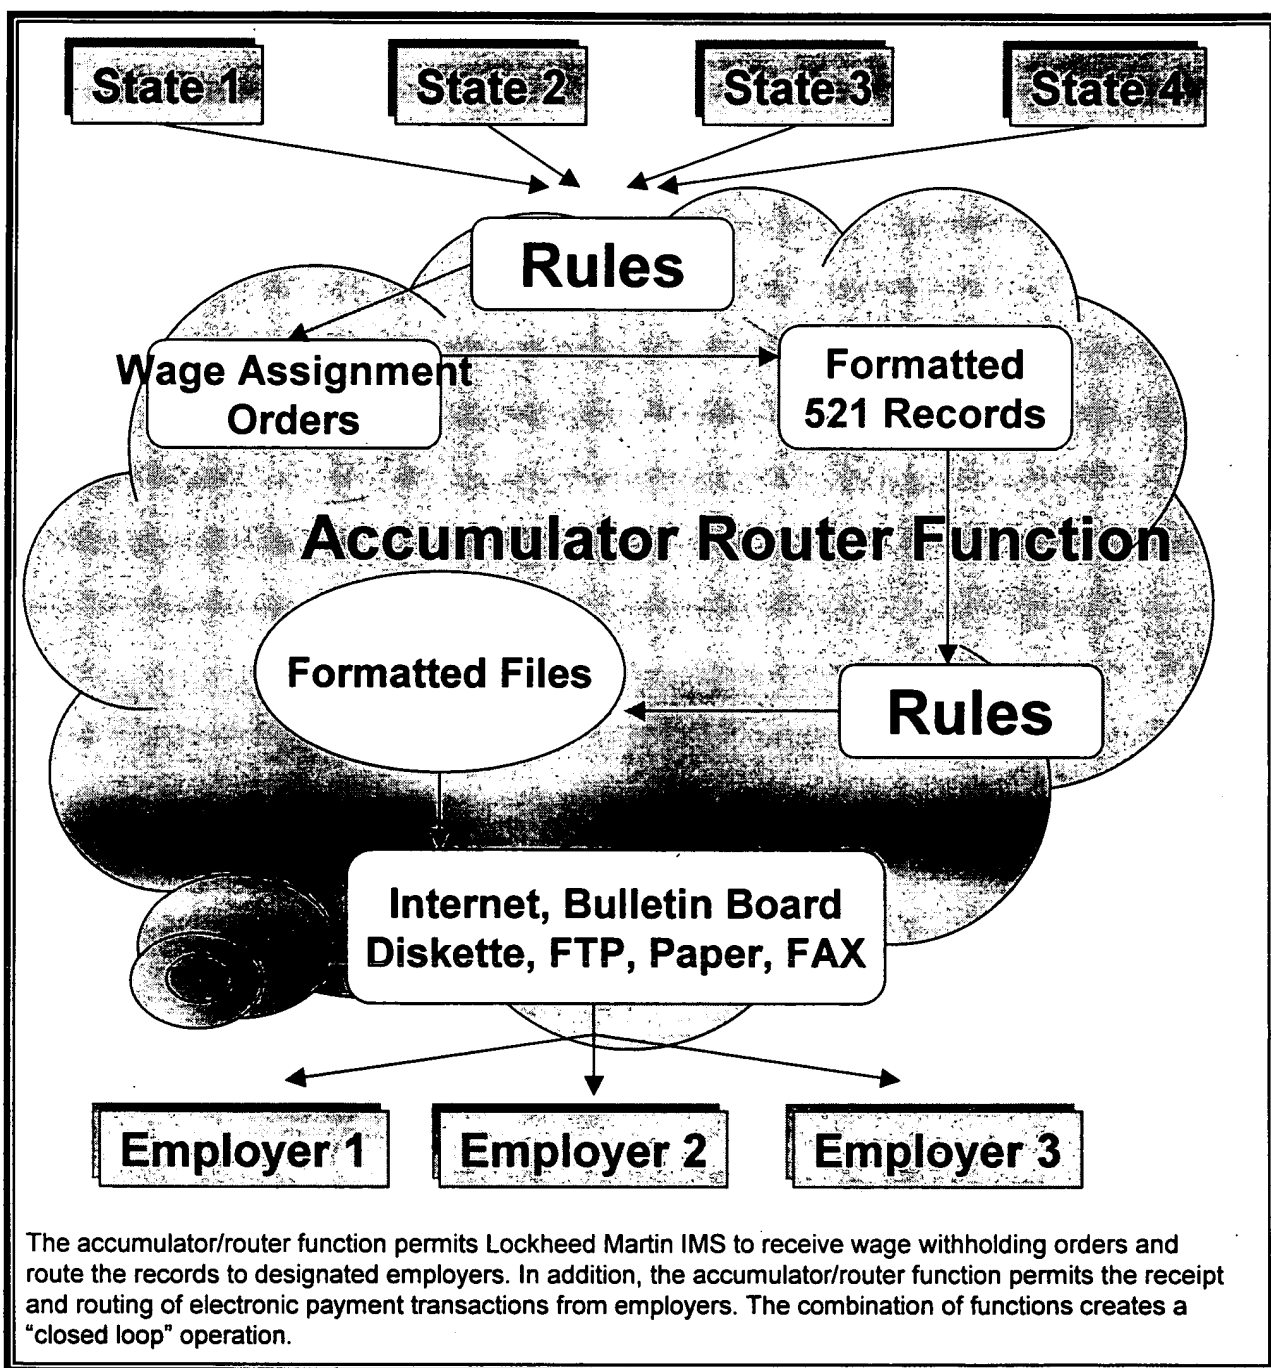 State 1
State 2
State 3
State 4
Rules
Wage Assignment
Orders
Formatted
521 Records
Accumulator Router Function
Formatted Files
Rules
Internet, Bulletin Board
Diskette, FTP, Paper, FAX
Employer 1
Employer 2
Employer 3
The accumulator/router function permits Lockheed Martin IMS to receive wage withholding orders and
route the records to designated employers. In addition, the accumulator/router function permits the receipt
and routing of electronic payment transactions from employers. The combination of functions creates a
"closed loop" operation.